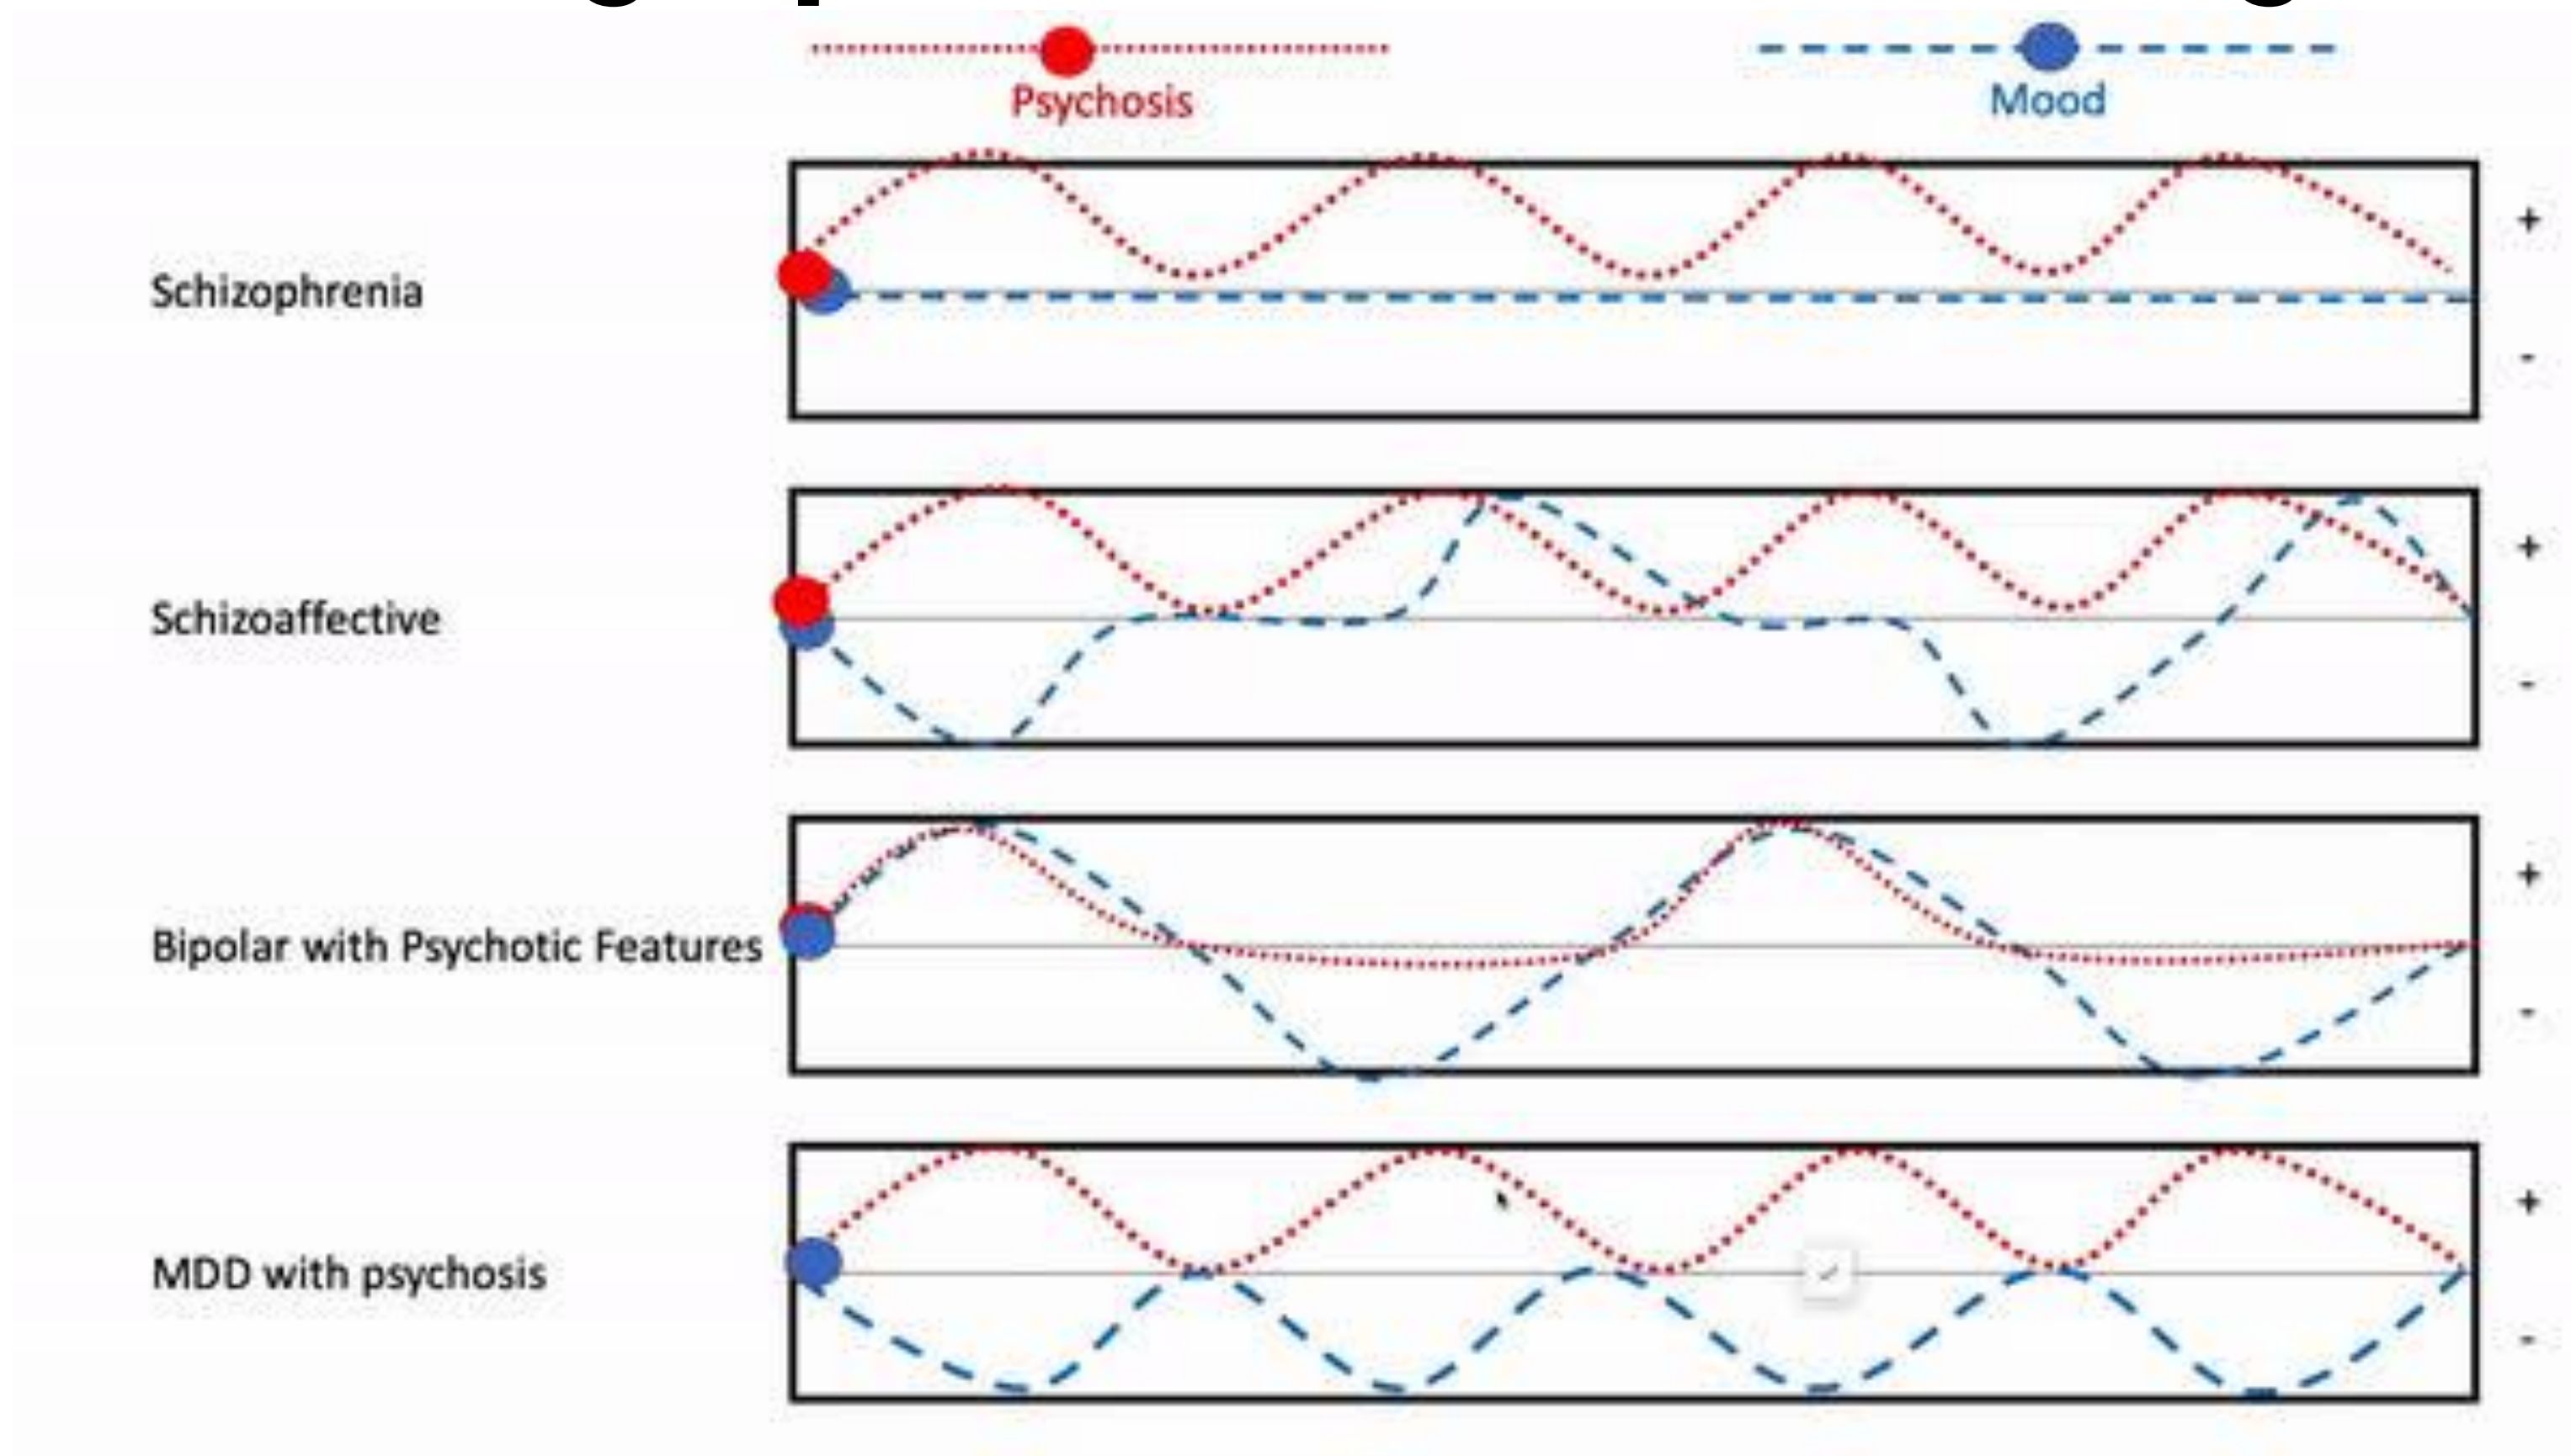 Psychosis
Mood
+
Schizophrenia
-
+
Schizoaffective
-
+
Bipolar with Psychotic Features
-
+
MDD with psychosis
-